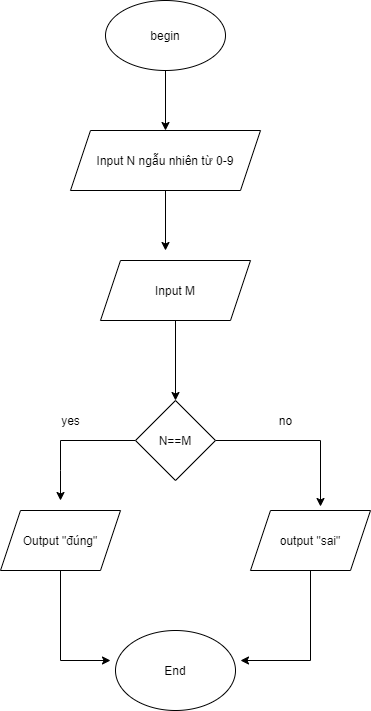 begin
Input N ngẫu nhiên từ 0-9
Input M
yes
no
N==M
Output "đúng"
output "sai"
End